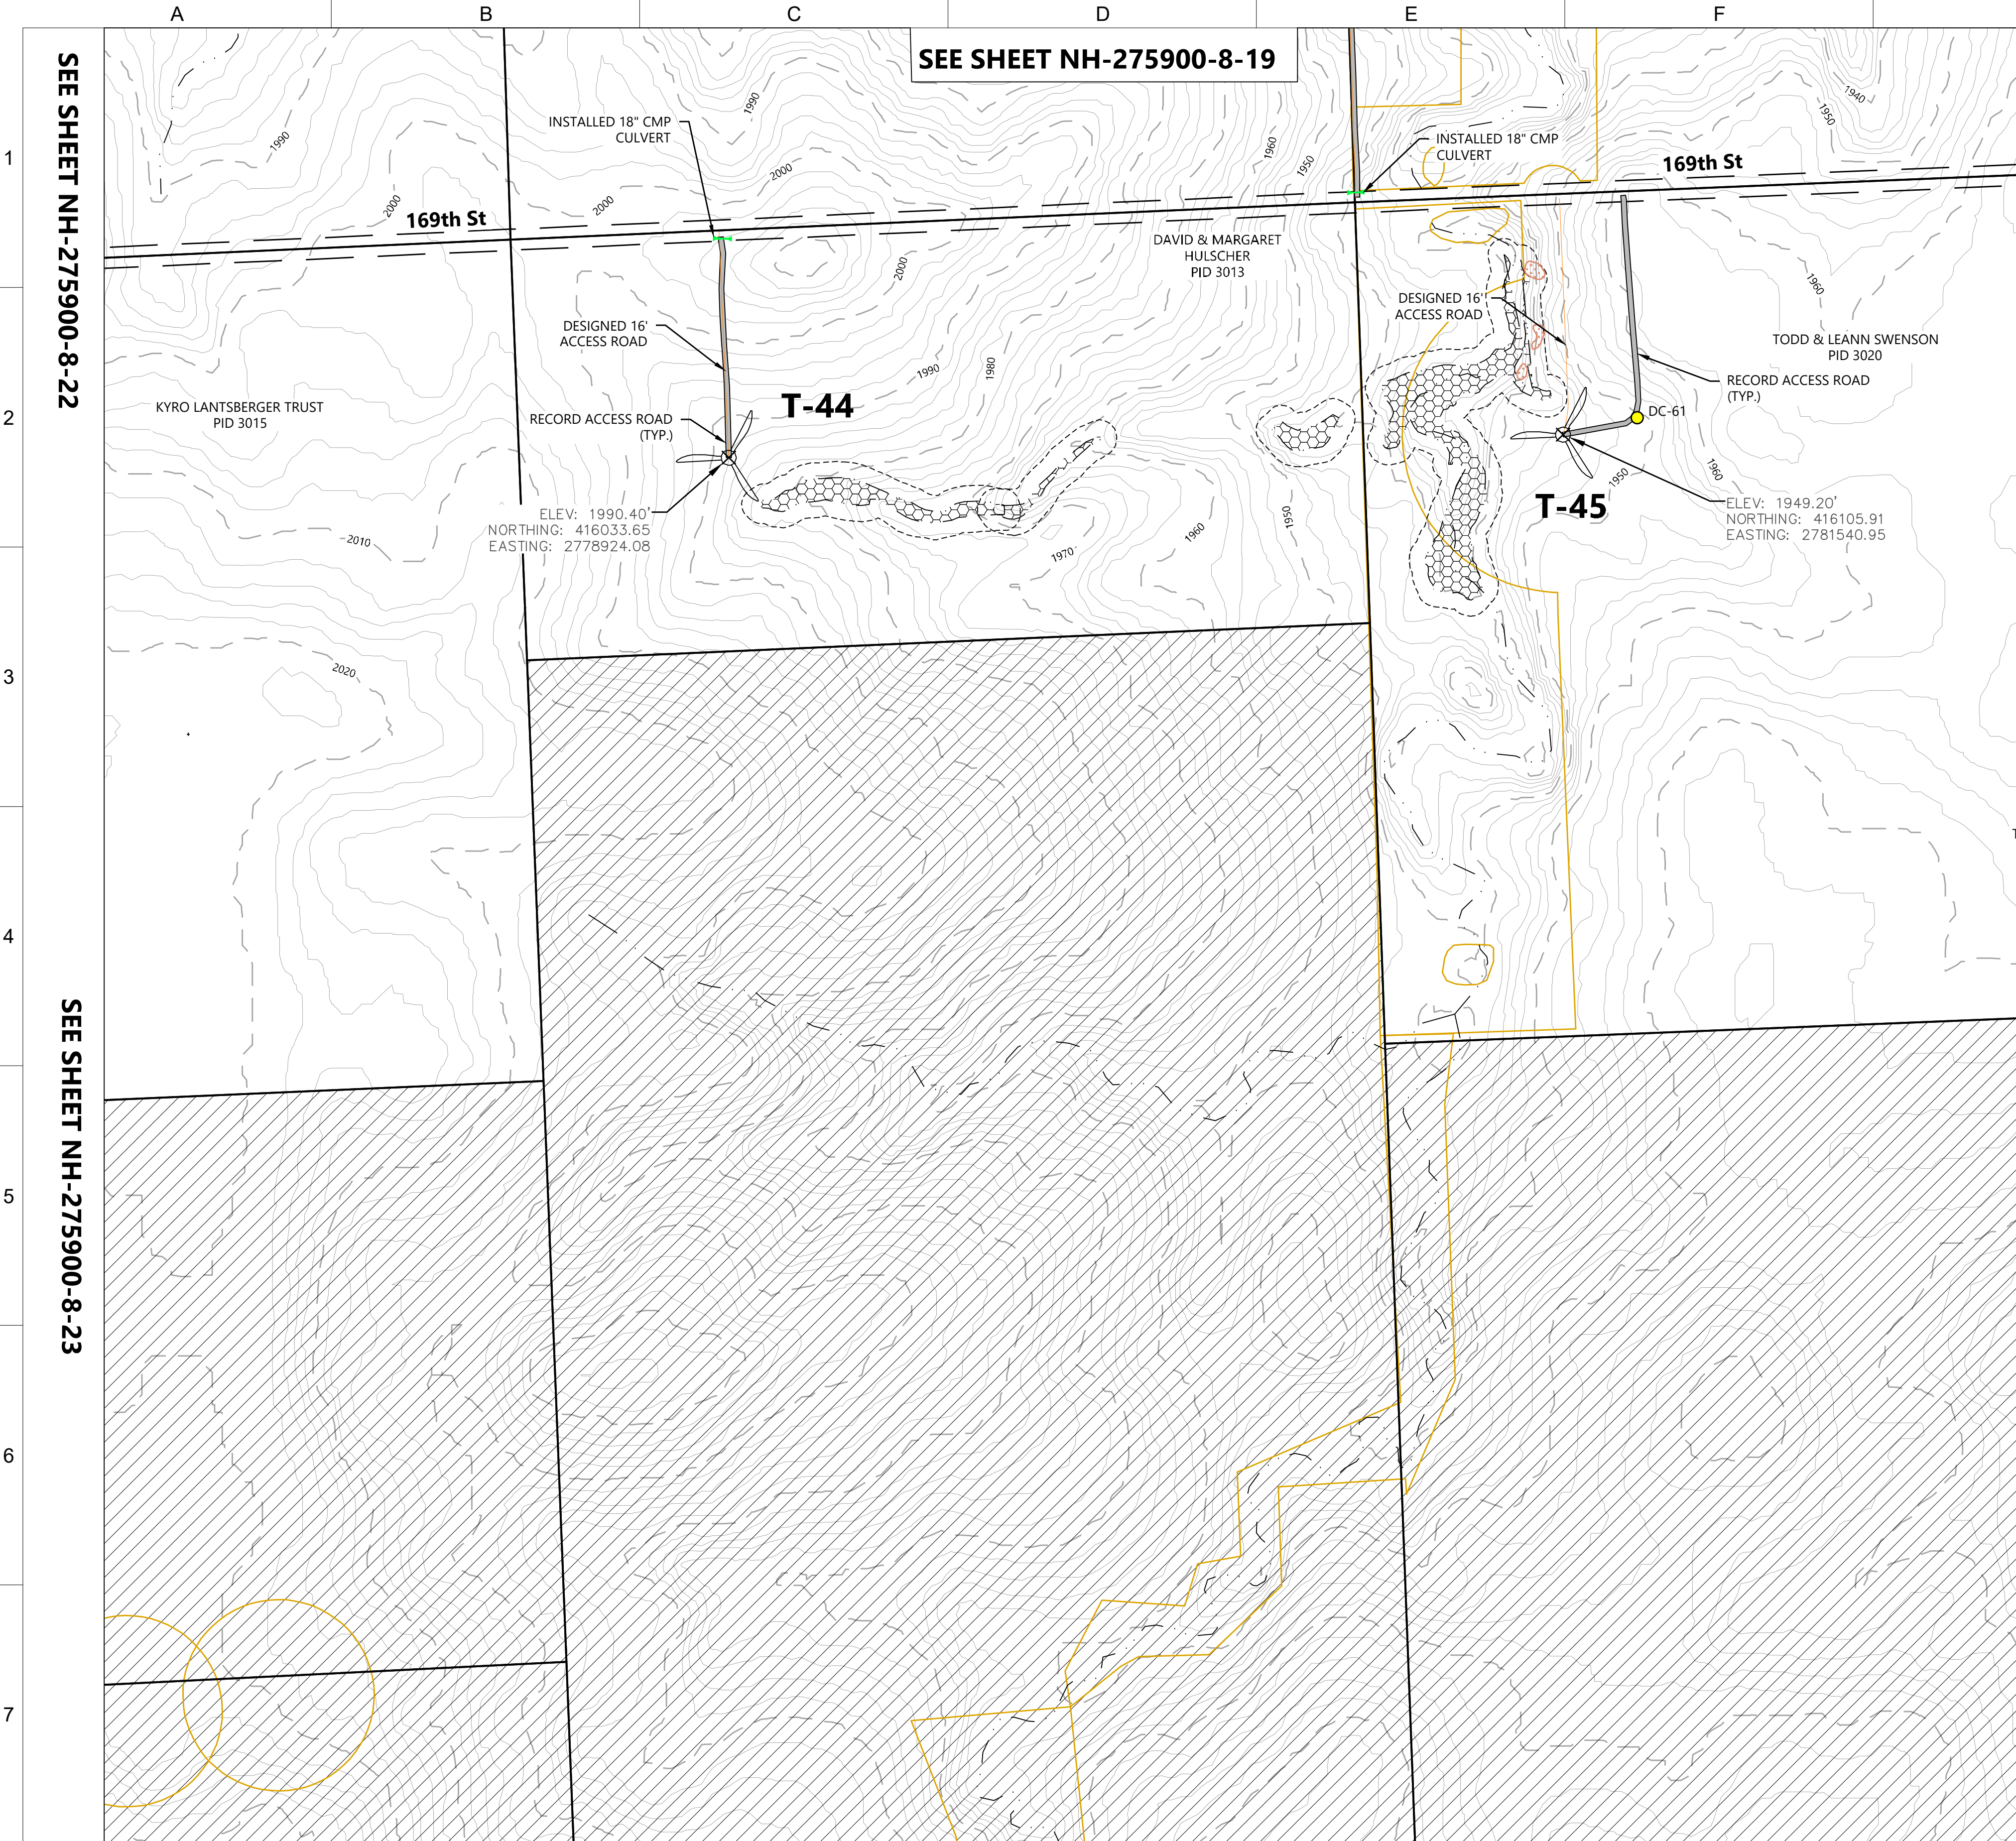 A B C D E F
SEE SHEET NH-275900-8-19
SEE SHEET NH-275900-8-22
SEE SHEET NH-275900-8-23
1
2
3
4
5
6
7
INSTALLED 18" CMP
CULVERT
INSTALLED 18" CMP
CULVERT
169th St
169th St
1990
1990
2000
2000
2000
2000
1960
1950
1950
1940
DAVID & MARGARET
HULSCHER
PID 3013
DESIGNED 16'
ACCESS ROAD
DESIGNED 16'
ACCESS ROAD
1960
TODD & LEANN SWENSON
PID 3020
RECORD ACCESS ROAD
(TYP.)
1990
1980
KYRO LANTSBERGER TRUST
PID 3015
T-44
RECORD ACCESS ROAD
(TYP.)
DC-61
ELEV: 1990.40'
NORTHING: 416033.65
EASTING: 2778924.08
T-45
ELEV: 1949.20'
NORTHING: 416105.91
EASTING: 2781540.95
1950
1960
2010
1970
1960
1950
2020